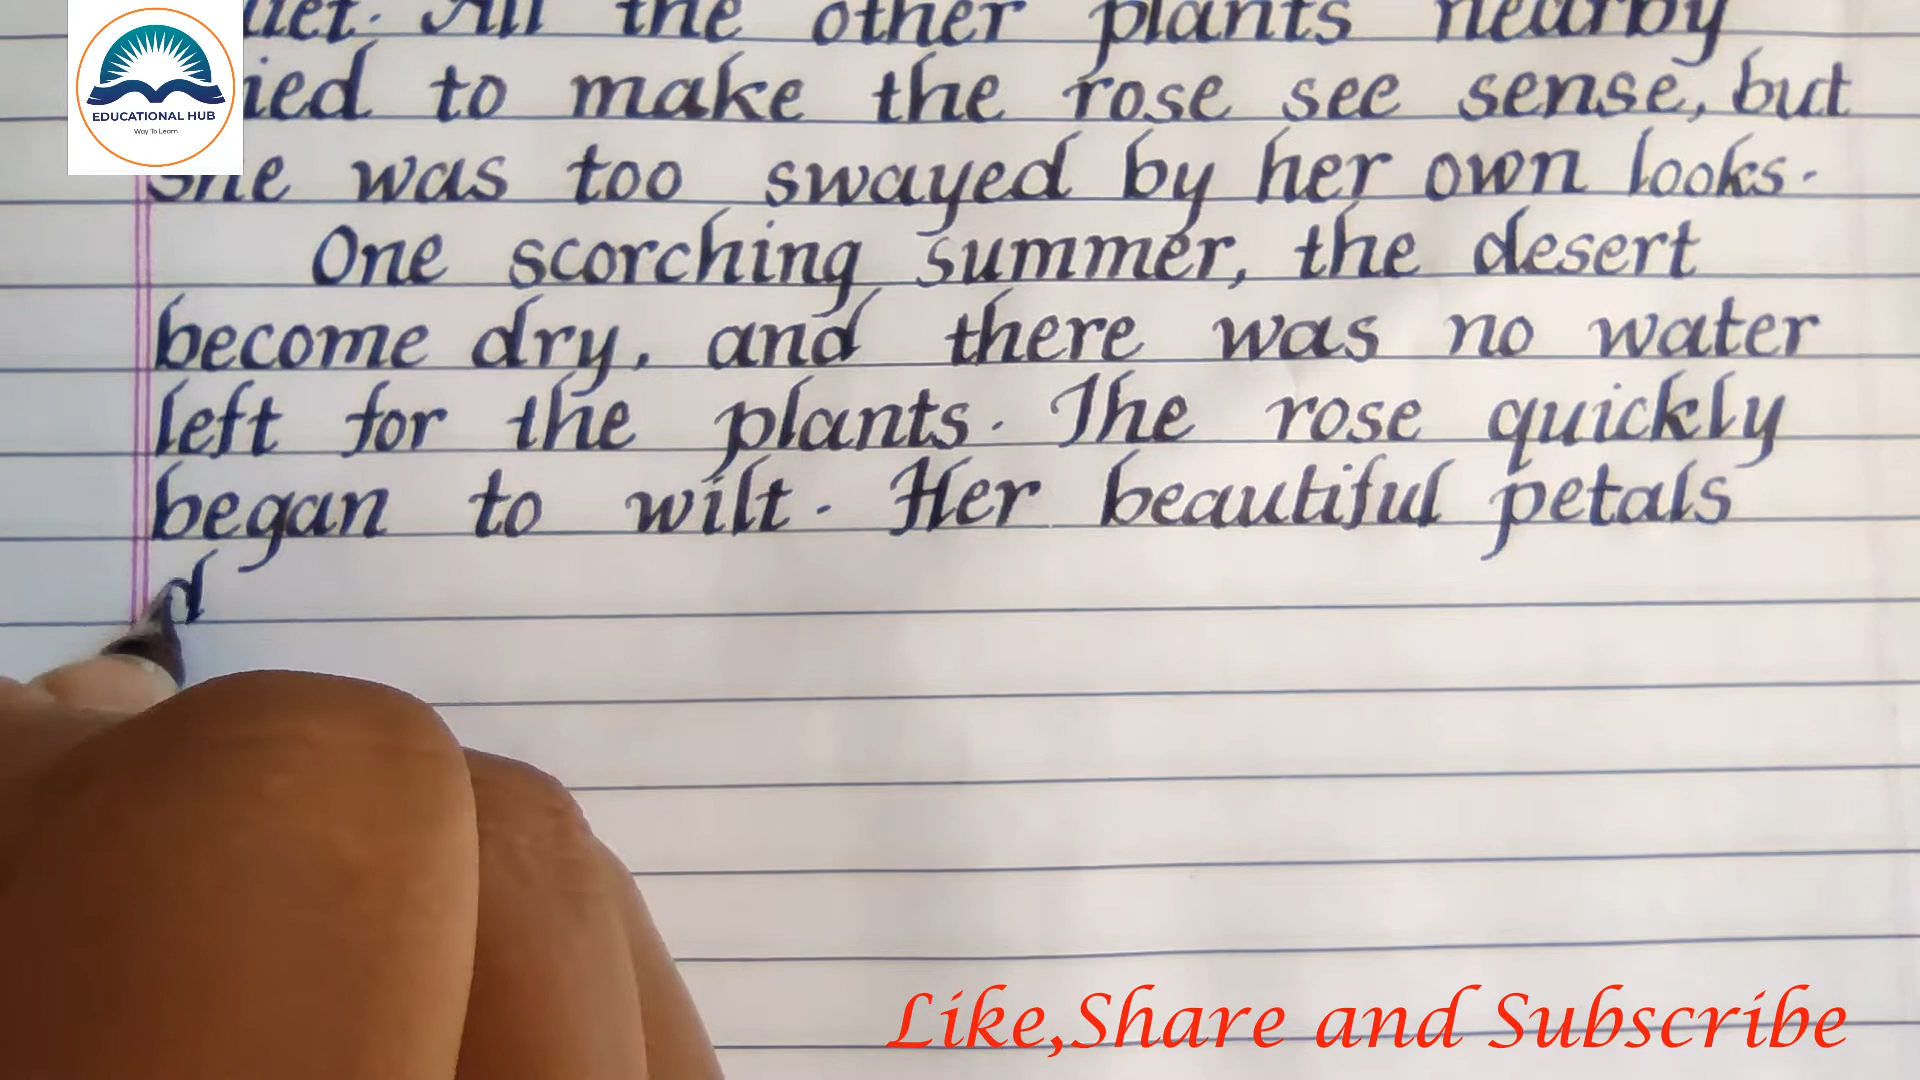 All the other plants nearby
to make the rose see sense, but
she was too swayed by her own looks.
One scorching summer, the desert
become dry, and there was no water
left for the plants. The rose quickly
began to wilt. Her beautiful petals
d
EDUCATIONAL HUB
Way To Learn
Like,Share and Subscribe